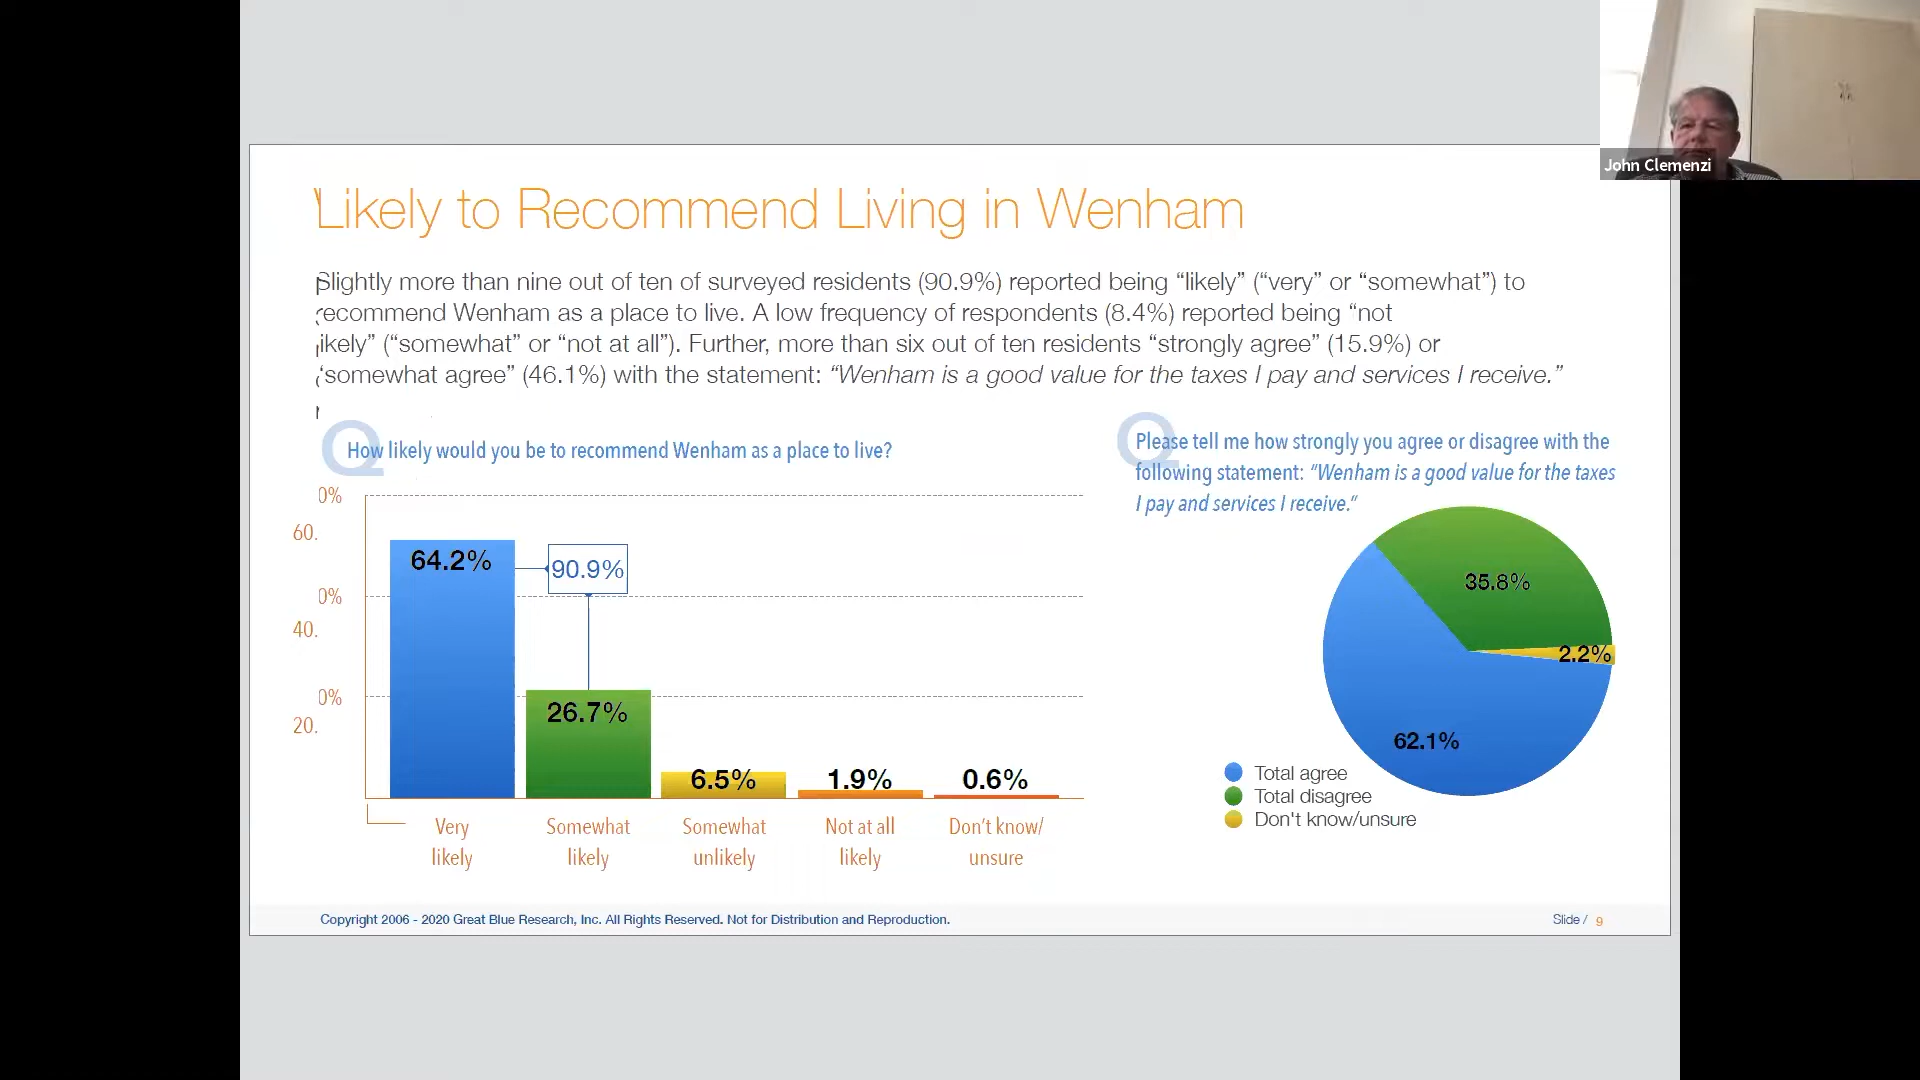 John Clemenzi
Likely to Recommend Living in Wenham
Slightly more than nine out of ten of surveyed residents (90.9%) reported being “likely” (“very” or “somewhat”) to
recommend Wenham as a place to live. A low frequency of respondents (8.4%) reported being “not
likely” (“somewhat” or “not at all”). Further, more than six out of ten residents “strongly agree” (15.9%) or
“somewhat agree” (46.1%) with the statement: “Wenham is a good value for the taxes I pay and services I receive.”
Q
How likely would you be to recommend Wenham as a place to live?
0%
60.
0%
40.
0%
20.
64.2%
90.9%
26.7%
6.5%
1.9%
0.6%
Very
likely
Somewhat
likely
Somewhat
unlikely
Not at all
likely
Don’t know/
unsure
Q
Please tell me how strongly you agree or disagree with the
following statement: “Wenham is a good value for the taxes
I pay and services I receive.”
35.8%
2.2%
62.1%
Total agree
Total disagree
Don't know/unsure
Copyright 2006 - 2020 Great Blue Research, Inc. All Rights Reserved. Not for Distribution and Reproduction.
Slide / 9